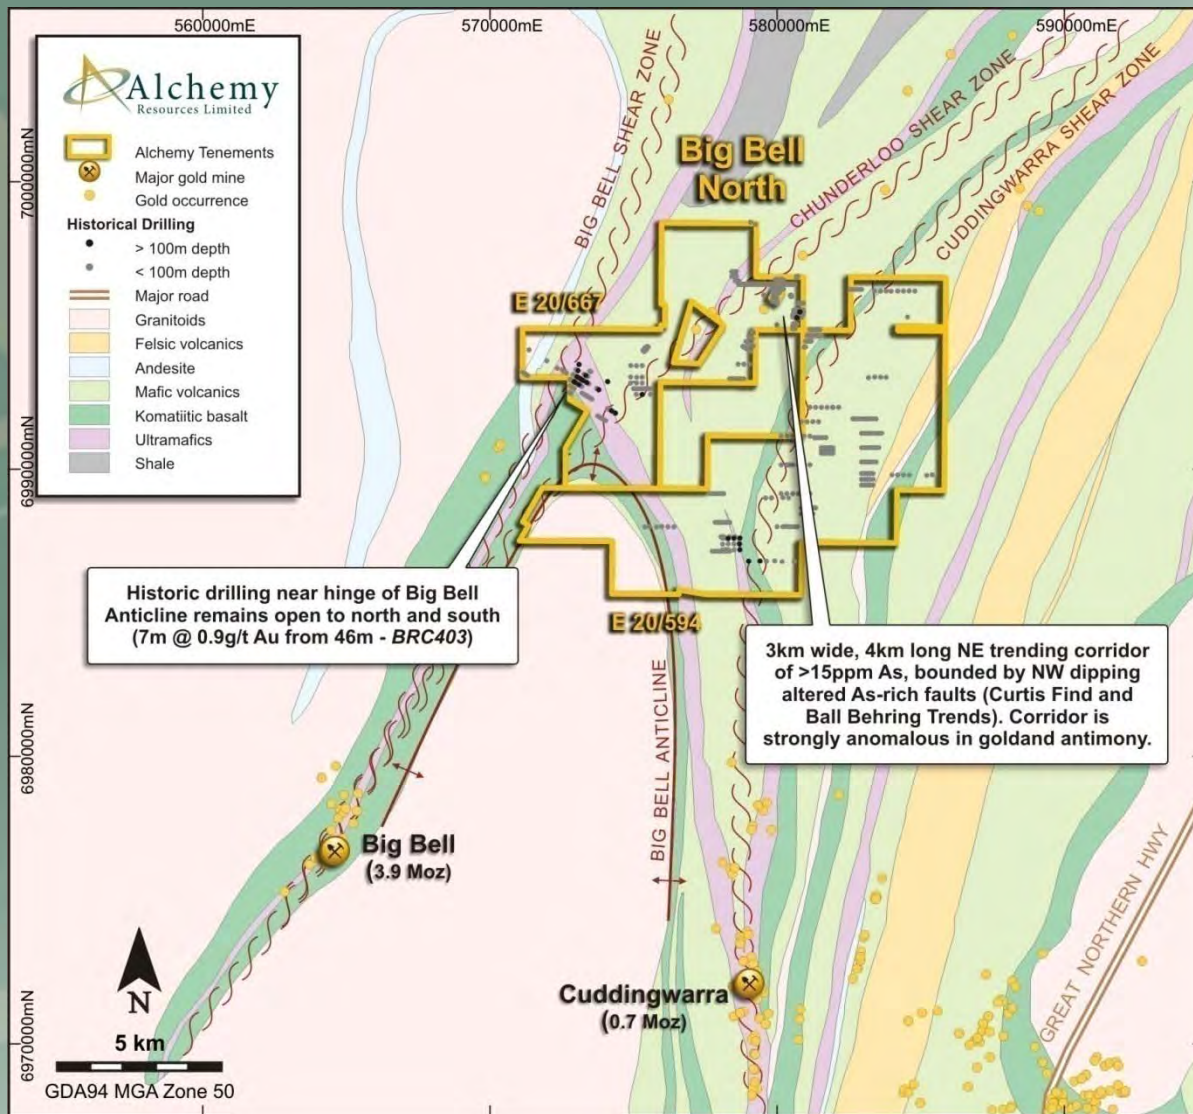 560000mE
570000mE
580000mE
590000mE
7000000mN
6990000mN
6980000mN
6970000mN
Alchemy
Resources Limited
Alchemy Tenements
Major gold mine
Gold occurrence
Historical Drilling
> 100m depth
< 100m depth
Major road
Granitoids
Felsic volcanics
Andesite
Mafic volcanics
Komatiitic basalt
Ultramafics
Shale
BIG BELL SHEAR ZONE
Big Bell
North
CHUNDERLOO SHEAR ZONE
CUDDINGWARRA SHEAR ZONE
E 20/667
E 20/594
Historic drilling near hinge of Big Bell
Anticline remains open to north and south
(7m @ 0.9g/t Au from 46m - BRC403)
3km wide, 4km long NE trending corridor
of >15ppm As, bounded by NW dipping
altered As-rich faults (Curtis Find and
Ball Behring Trends). Corridor is
strongly anomalous in goldand antimony.
BIG BELL ANTICLINE
Big Bell
(3.9 Moz)
Cuddingwarra
(0.7 Moz)
GREAT NORTHERN HWY
N
5 km
GDA94 MGA Zone 50